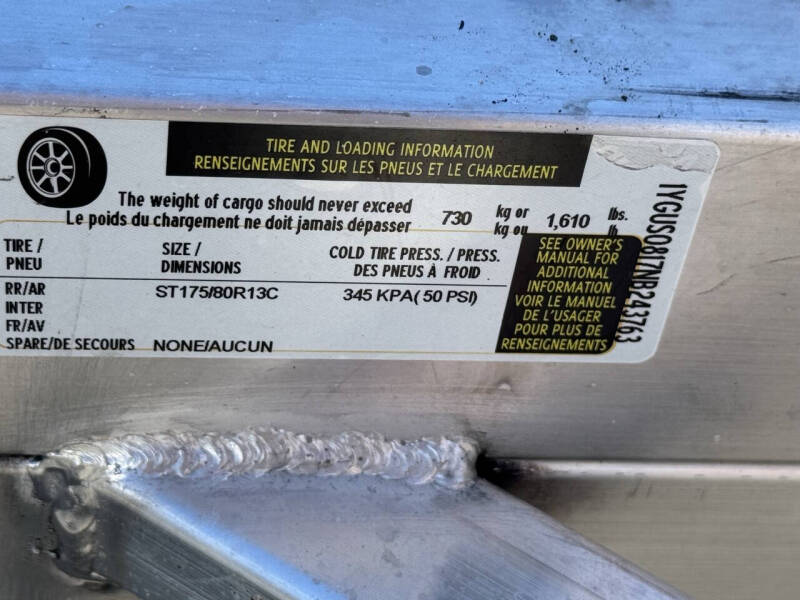 TIRE AND LOADING INFORMATION
RENSEIGNEMENTS SUR LES PNEUS ET LE CHARGEMENT
The weight of cargo should never exceed 730 kg or 1,610 lbs.
Le poids du chargement ne doit jamais dépasser kg ou lb
TIRE / SIZE / COLD TIRE PRESS. / PRESS.
PNEU DIMENSIONS DES PNEUS À FROID
RR/AR ST175/80R13C 345 KPA( 50 PSI)
INTER
FR/AV
SPARE/DE SECOURS NONE/AUCUN
SEE OWNER'S
MANUAL FOR
ADDITIONAL
INFORMATION
VOIR LE MANUEL
DE L'USAGER
POUR PLUS DE
RENSEIGNEMENTS